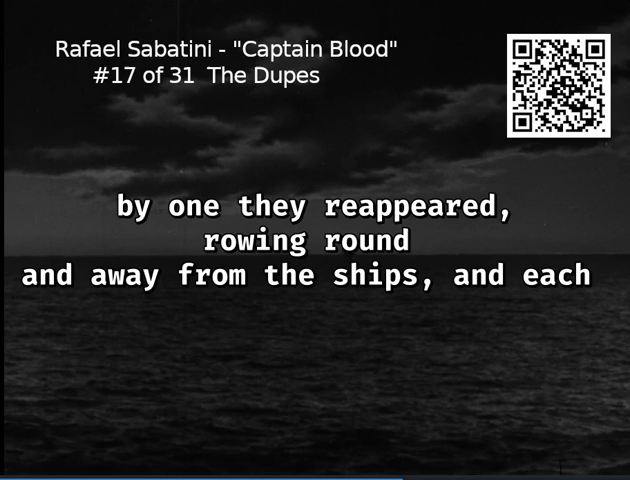 Rafael Sabatini - "Captain Blood"
#17 of 31  The Dupes
by one they reappeared,
rowing round
and away from the ships, and each